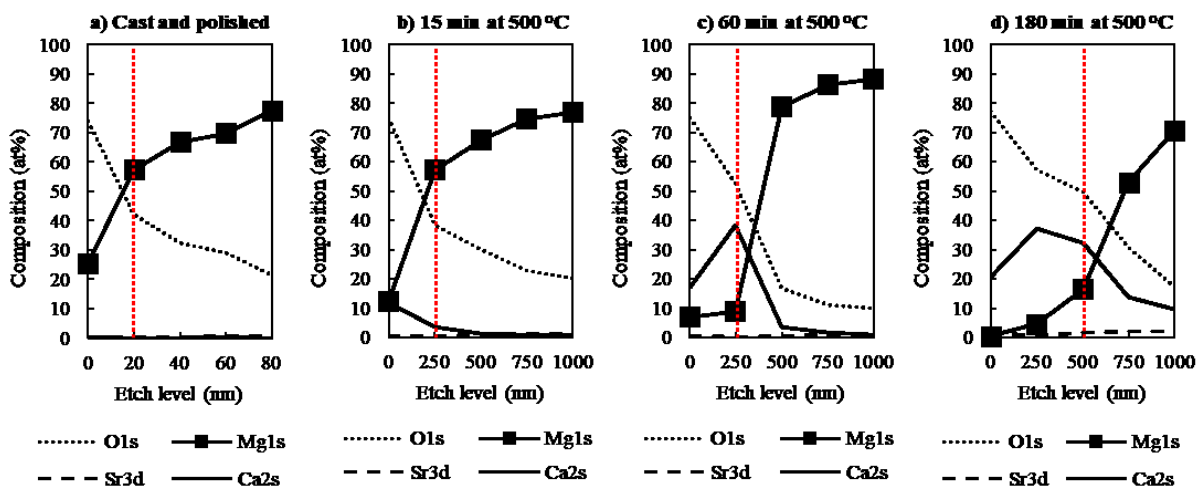 a) Cast and polished
b) 15 min at 500 °C
c) 60 min at 500 °C
d) 180 min at 500 °C
Composition (at%)
100
90
80
70
60
50
40
30
20
10
0
0 20 40 60 80
Etch level (nm)
O1s Mg1s
Sr3d Ca2s
Composition (at%)
100
90
80
70
60
50
40
30
20
10
0
0 250 500 750 1000
Etch level (nm)
O1s Mg1s
Sr3d Ca2s
Composition (at%)
100
90
80
70
60
50
40
30
20
10
0
0 250 500 750 1000
Etch level (nm)
O1s Mg1s
Sr3d Ca2s
Composition (at%)
100
90
80
70
60
50
40
30
20
10
0
0 250 500 750 1000
Etch level (nm)
O1s Mg1s
Sr3d Ca2s